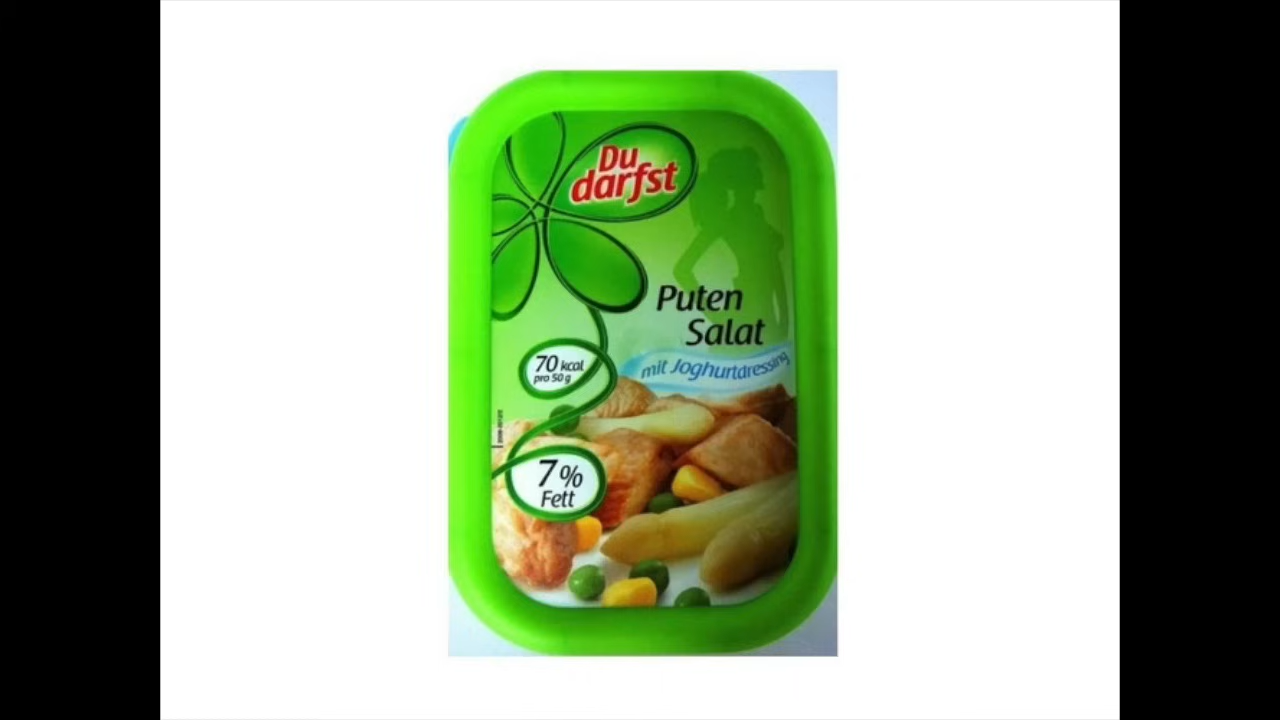 Du
darfst
Puten
Salat
mit Joghurtdressing
70 kcal
pro 50 g
7%
Fett